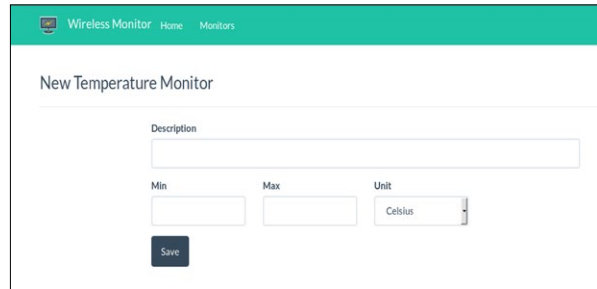 Wireless Monitor Home Monitors
New Temperature Monitor
Description
Min Max Unit
Celsius
Save